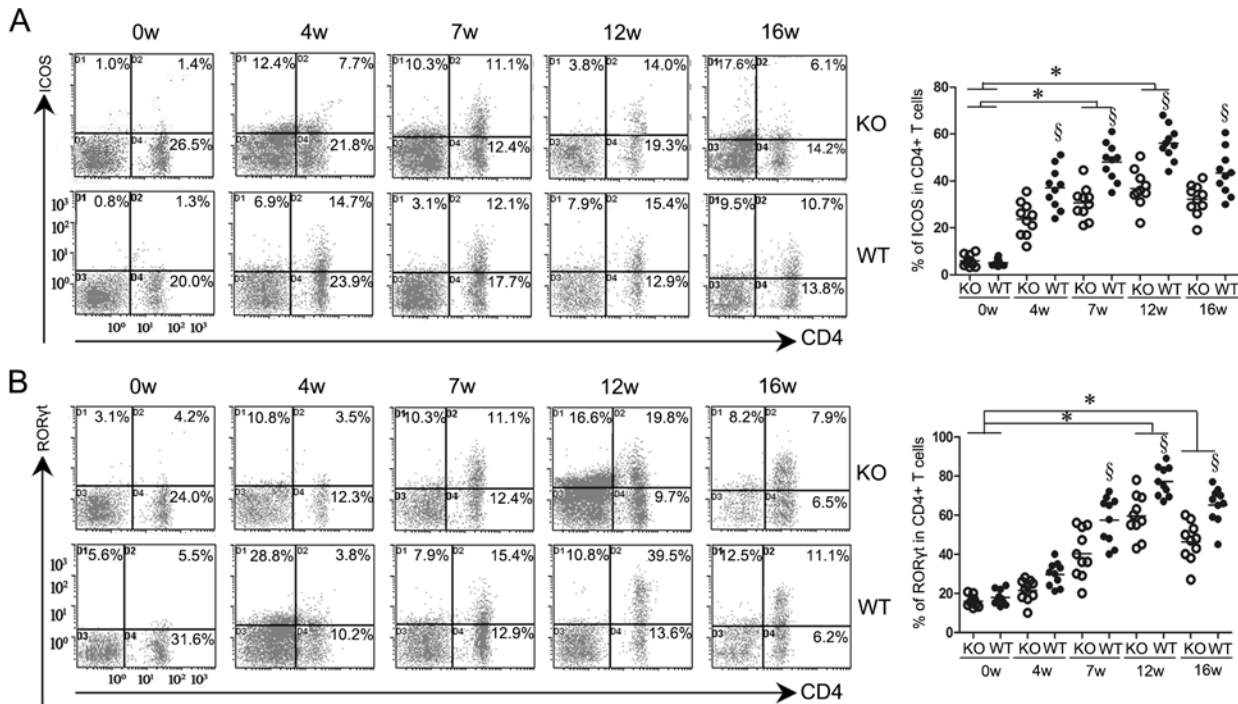 A
0w 4w 7w 12w 16w
ICOS
D1 1.0% D2 1.4%
D3 D4 26.5%
D1 12.4% D2 7.7%
D3 D4 21.8%
D1 10.3% D2 11.1%
D3 D4 12.4%
D1 3.8% D2 14.0%
D3 D4 19.3%
D1 17.6% D2 6.1%
D3 D4 14.2%
KO
10³
10²
10¹
10⁰
D1 0.8% D2 1.3%
D3 D4 20.0%
D1 6.9% D2 14.7%
D3 D4 23.9%
D1 3.1% D2 12.1%
D3 D4 17.7%
D1 7.9% D2 15.4%
D3 D4 12.9%
D1 9.5% D2 10.7%
D3 D4 13.8%
WT
10⁰ 10¹ 10² 10³
CD4
% of ICOS in CD4+ T cells
80
60
40
20
0
*
*
§ § § §
KO WT KO WT KO WT KO WT KO WT
0w 4w 7w 12w 16w
B
0w 4w 7w 12w 16w
RORγt
D1 3.1% D2 4.2%
D3 D4 24.0%
D1 10.8% D2 3.5%
D3 D4 12.3%
D1 10.3% D2 11.1%
D3 D4 12.4%
D1 16.6% D2 19.8%
D3 D4 9.7%
D1 8.2% D2 7.9%
D3 D4 6.5%
KO
10³
10²
10¹
10⁰
D1 5.6% D2 5.5%
D3 D4 31.6%
D1 28.8% D2 3.8%
D3 D4 10.2%
D1 7.9% D2 15.4%
D3 D4 12.9%
D1 10.8% D2 39.5%
D3 D4 13.6%
D1 12.5% D2 11.1%
D3 D4 6.2%
WT
10⁰ 10¹ 10² 10³
CD4
% of RORγt in CD4+ T cells
100
80
60
40
20
0
*
*
§ § §
KO WT KO WT KO WT KO WT KO WT
0w 4w 7w 12w 16w